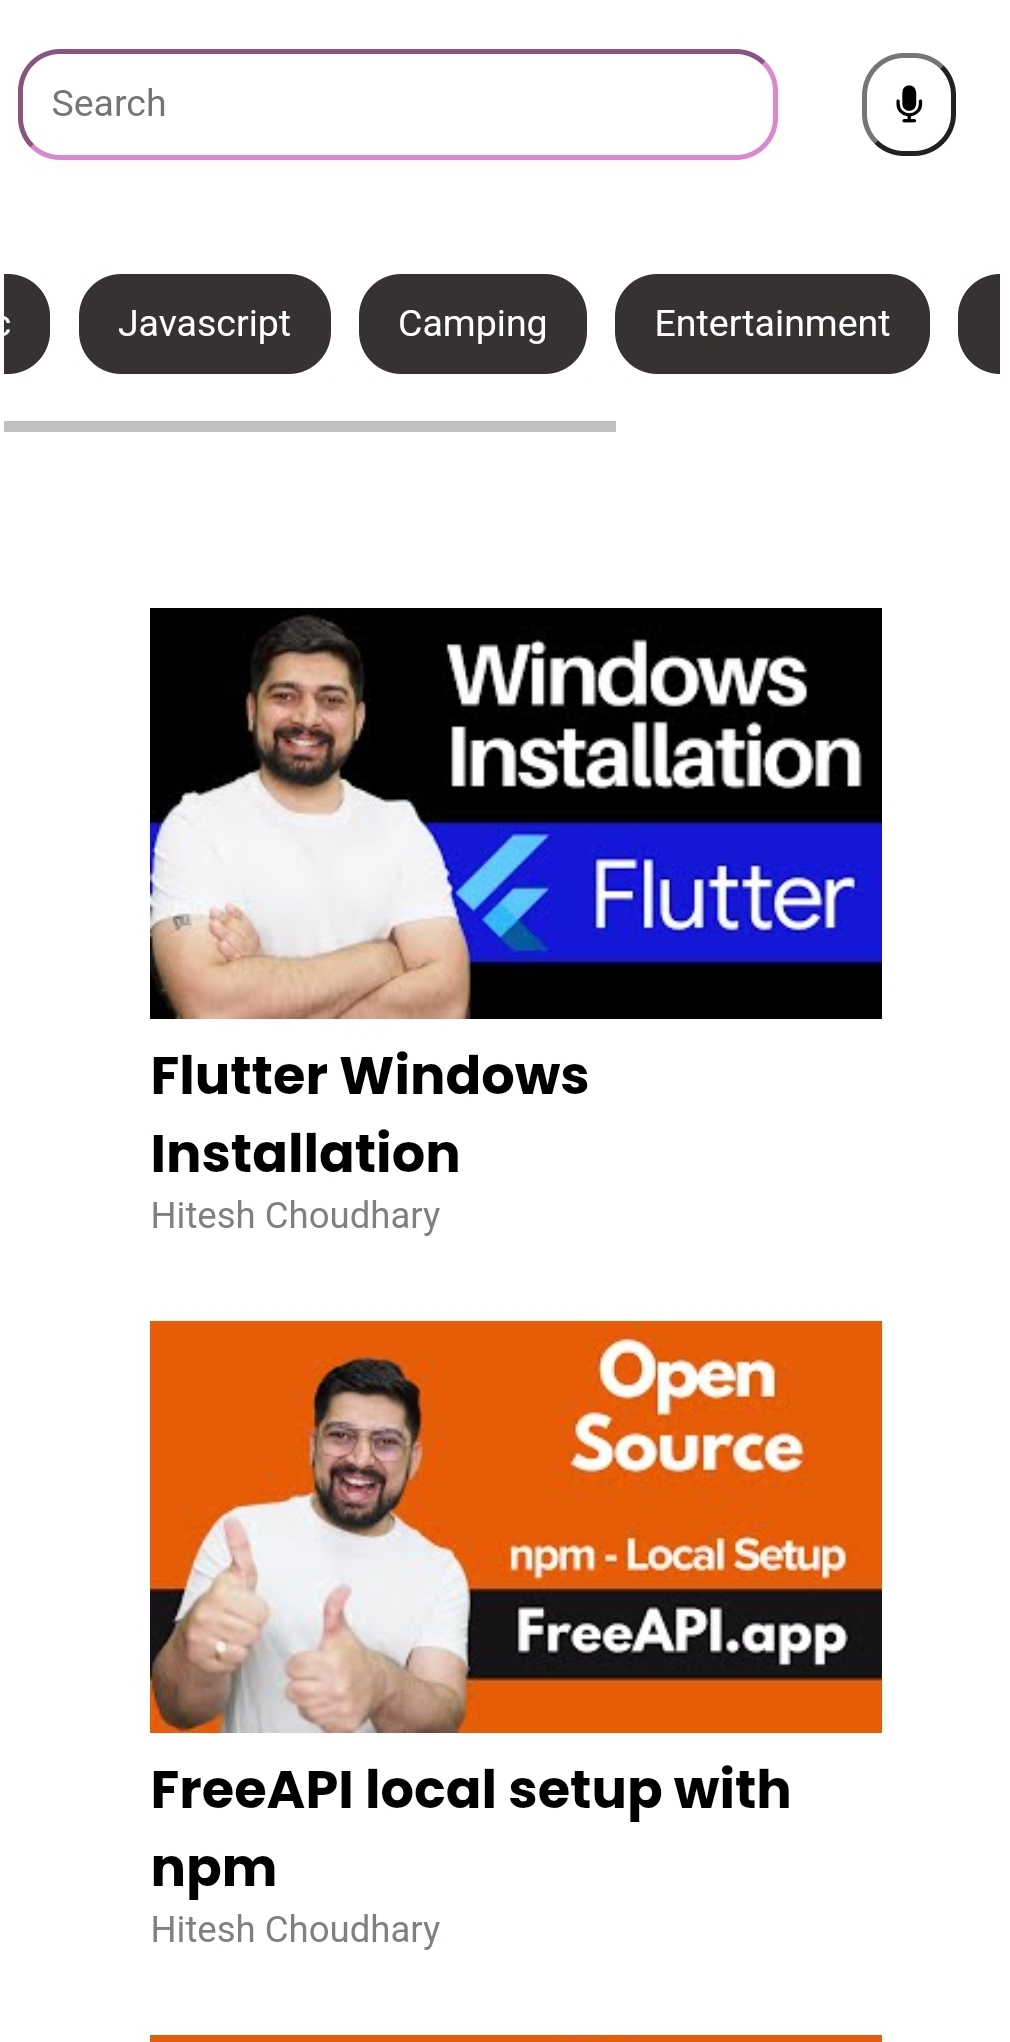 Search
Javascript Camping Entertainment
Windows
Installation
Flutter
Flutter Windows
Installation
Hitesh Choudhary
Open
Source
npm - Local Setup
FreeAPI.app
FreeAPI local setup with
npm
Hitesh Choudhary